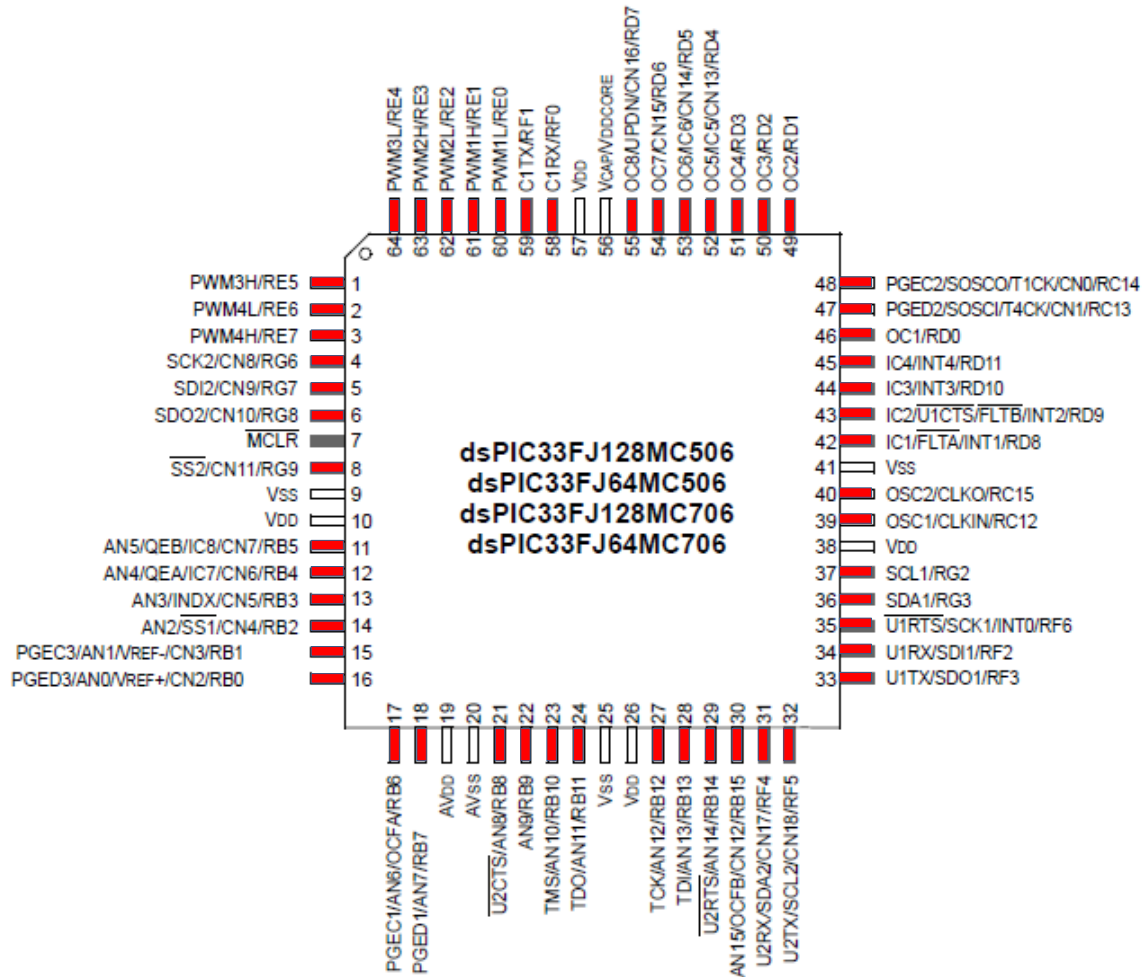 64 PWM3L/RE4
63 PWM2H/RE3
62 PWM2L/RE2
61 PWM1H/RE1
60 PWM1L/RE0
59 C1TX/RF1
58 C1RX/RF0
57 VDD
56 VCAP/VDDCORE
55 OC8/UPDN/CN16/RD7
54 OC7/CN15/RD6
53 OC6/IC6/CN14/RD5
52 OC5/IC5/CN13/RD4
51 OC4/RD3
50 OC3/RD2
49 OC2/RD1
PWM3H/RE5 1
PWM4L/RE6 2
PWM4H/RE7 3
SCK2/CN8/RG6 4
SDI2/CN9/RG7 5
SDO2/CN10/RG8 6
MCLR 7
SS2/CN11/RG9 8
VSS 9
VDD 10
AN5/QEB/IC8/CN7/RB5 11
AN4/QEA/IC7/CN6/RB4 12
AN3/INDX/CN5/RB3 13
AN2/SS1/CN4/RB2 14
PGEC3/AN1/VREF-/CN3/RB1 15
PGED3/AN0/VREF+/CN2/RB0 16
dsPIC33FJ128MC506
dsPIC33FJ64MC506
dsPIC33FJ128MC706
dsPIC33FJ64MC706
48 PGEC2/SOSCO/T1CK/CN0/RC14
47 PGED2/SOSCI/T4CK/CN1/RC13
46 OC1/RD0
45 IC4/INT4/RD11
44 IC3/INT3/RD10
43 IC2/U1CTS/FLTB/INT2/RD9
42 IC1/FLTA/INT1/RD8
41 VSS
40 OSC2/CLKO/RC15
39 OSC1/CLKIN/RC12
38 VDD
37 SCL1/RG2
36 SDA1/RG3
35 U1RTS/SCK1/INT0/RF6
34 U1RX/SDI1/RF2
33 U1TX/SDO1/RF3
17 PGEC1/AN6/OCFA/RB6
18 PGED1/AN7/RB7
19 AVDD
20 AVSS
21 U2CTS/AN8/RB8
22 AN9/RB9
23 TMS/AN10/RB10
24 TDO/AN11/RB11
25 VSS
26 VDD
27 TCK/AN12/RB12
28 TDI/AN13/RB13
29 U2RTS/AN14/RB14
30 AN15/OCFB/CN12/RB15
31 U2RX/SDA2/CN17/RF4
32 U2TX/SCL2/CN18/RF5